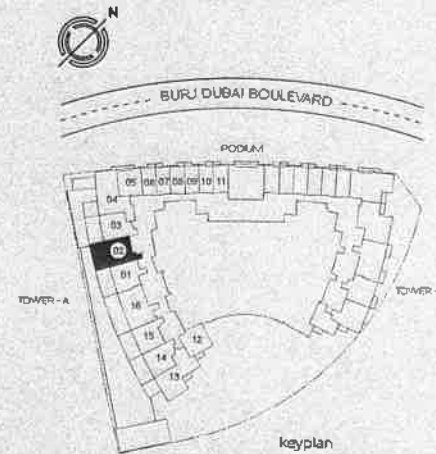 N
BURJ DUBAI BOULEVARD
PODIUM
05 06 07 08 09 10 11
04
03
02
01
TOWER - A
TOWER -
16
15
12
14
13
keyplan